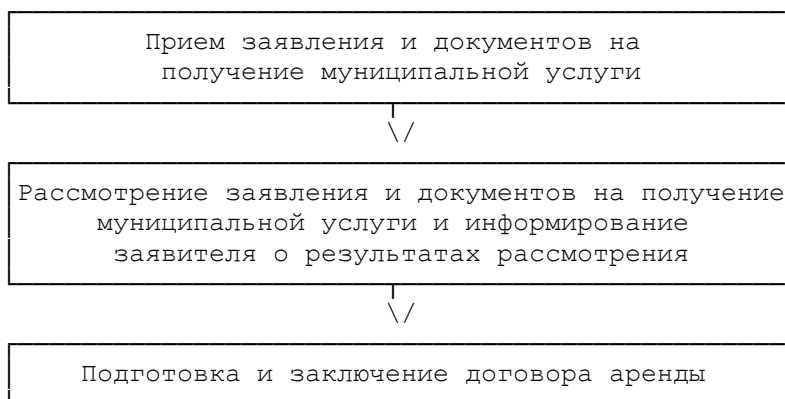 Прием заявления и документов на
получение муниципальной услуги
\/
Рассмотрение заявления и документов на получение
муниципальной услуги и информирование
заявителя о результатах рассмотрения
\/
Подготовка и заключение договора аренды